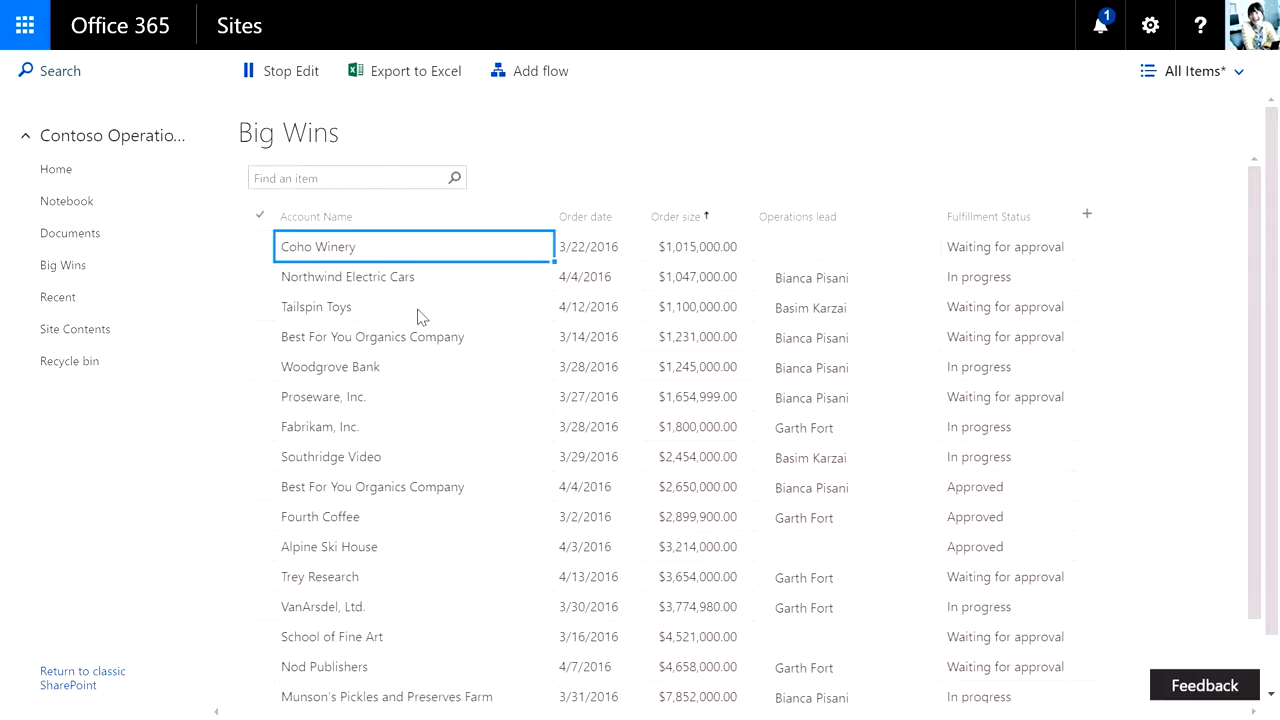 Office 365 Sites 1 ?
Search Stop Edit Export to Excel Add flow All Items*
Contoso Operatio...
Home
Notebook
Documents
Big Wins
Recent
Site Contents
Recycle bin
Return to classic
SharePoint
Big Wins
Find an item
Account Name Order date Order size Operations lead Fulfillment Status +
Coho Winery 3/22/2016 $1,015,000.00 Waiting for approval
Northwind Electric Cars 4/4/2016 $1,047,000.00 Bianca Pisani In progress
Tailspin Toys 4/12/2016 $1,100,000.00 Basim Karzai Waiting for approval
Best For You Organics Company 3/14/2016 $1,231,000.00 Bianca Pisani Waiting for approval
Woodgrove Bank 3/28/2016 $1,245,000.00 Bianca Pisani In progress
Proseware, Inc. 3/27/2016 $1,654,999.00 Bianca Pisani Waiting for approval
Fabrikam, Inc. 3/28/2016 $1,800,000.00 Garth Fort In progress
Southridge Video 3/29/2016 $2,454,000.00 Basim Karzai In progress
Best For You Organics Company 4/4/2016 $2,650,000.00 Bianca Pisani Approved
Fourth Coffee 3/2/2016 $2,899,900.00 Garth Fort Approved
Alpine Ski House 4/3/2016 $3,214,000.00 Approved
Trey Research 4/13/2016 $3,654,000.00 Garth Fort Waiting for approval
VanArsdel, Ltd. 3/30/2016 $3,774,980.00 Garth Fort In progress
School of Fine Art 3/16/2016 $4,521,000.00 Waiting for approval
Nod Publishers 4/7/2016 $4,658,000.00 Garth Fort Waiting for approval
Munson's Pickles and Preserves Farm 3/31/2016 $7,852,000.00 Bianca Pisani In progress
Feedback